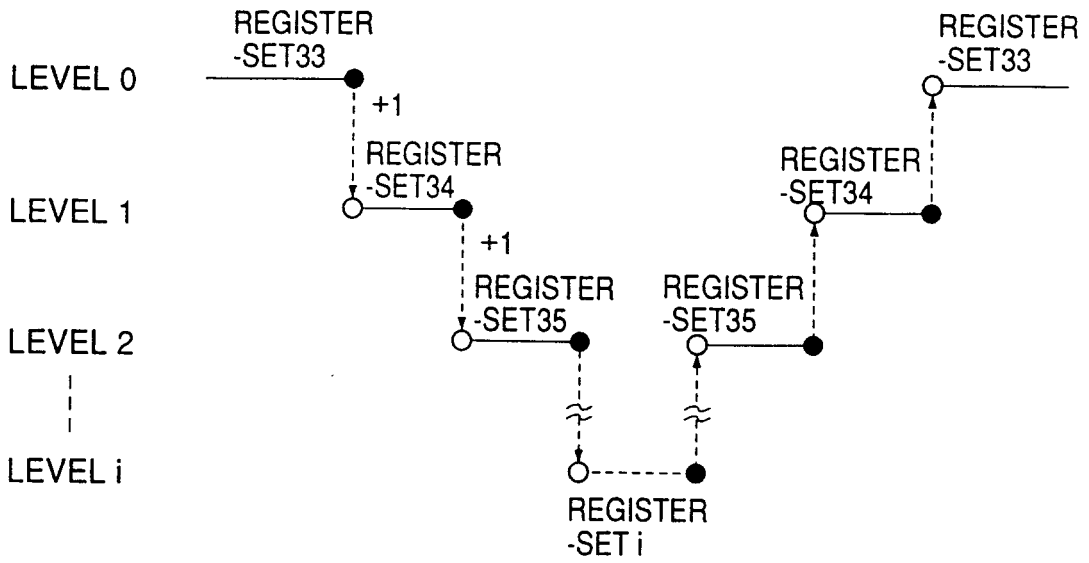 REGISTER
-SET33
REGISTER
-SET33
LEVEL 0
+1
REGISTER
-SET34
REGISTER
-SET34
LEVEL 1
+1
REGISTER
-SET35
REGISTER
-SET35
LEVEL 2
LEVEL i
REGISTER
-SET i